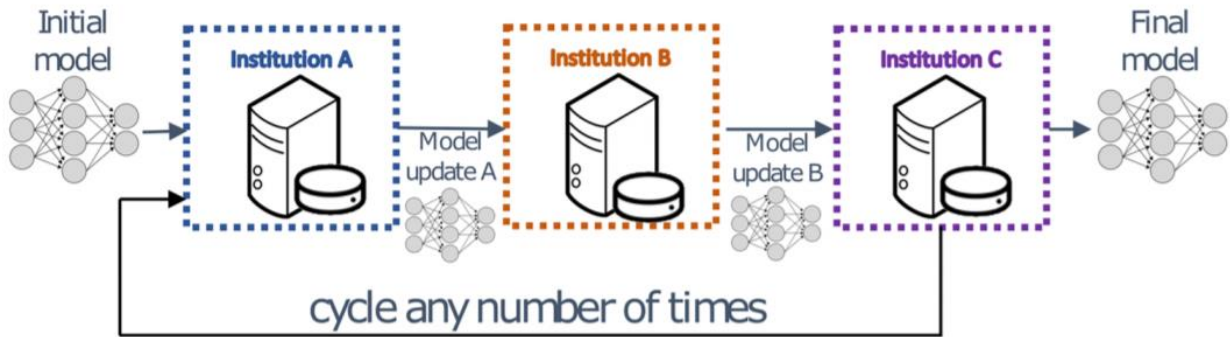 Initial
model
Institution A
Model
update A
Institution B
Model
update B
Institution C
Final
model
cycle any number of times